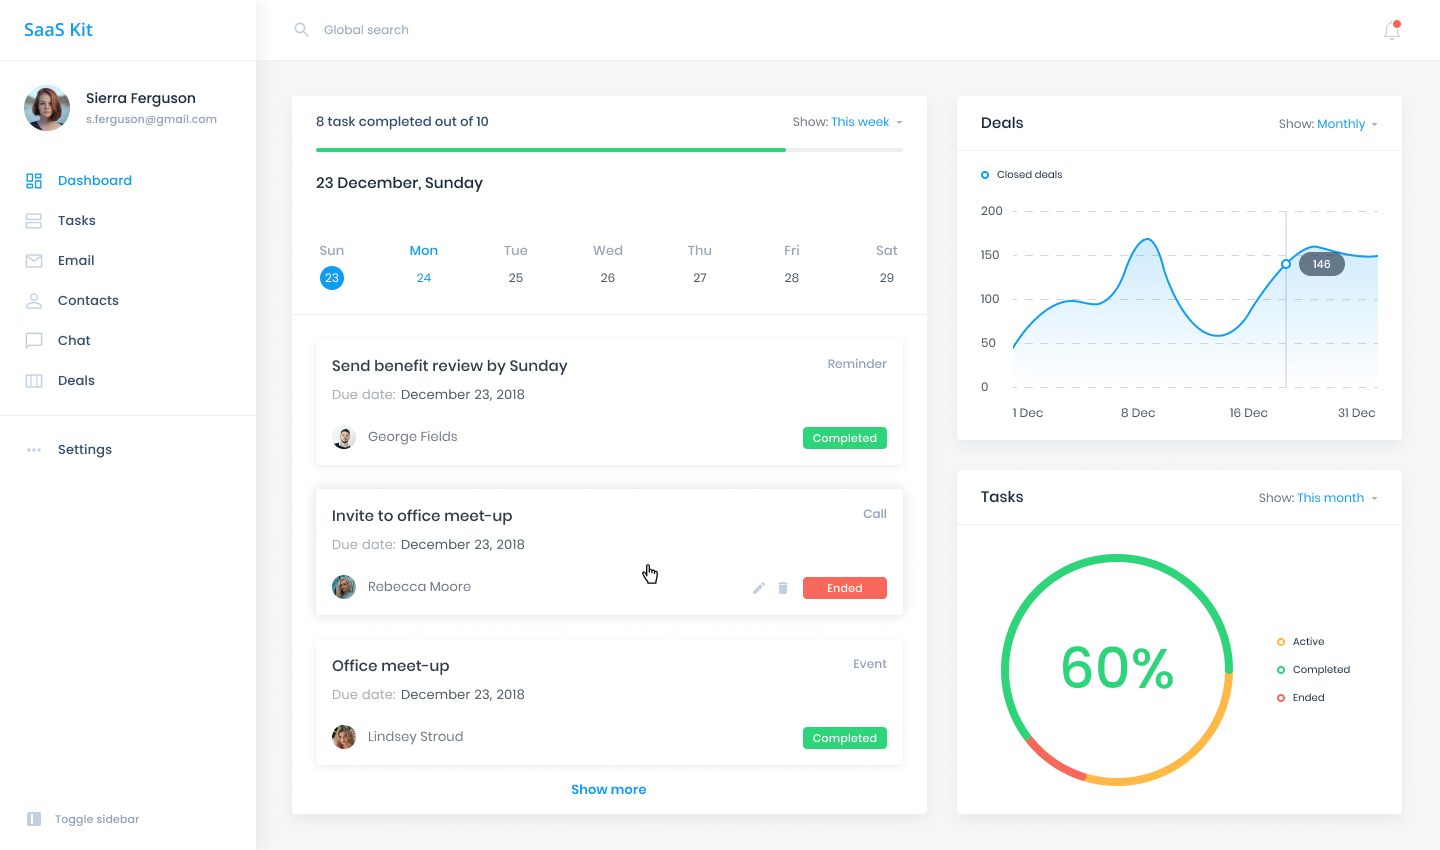 SaaS Kit
Global search
Sierra Ferguson
s.ferguson@gmail.com
Dashboard
Tasks
Email
Contacts
Chat
Deals
Settings
Toggle sidebar
8 task completed out of 10
Show: This week
23 December, Sunday
Sun Mon Tue Wed Thu Fri Sat
23 24 25 26 27 28 29
Send benefit review by Sunday
Reminder
Due date: December 23, 2018
George Fields
Completed
Invite to office meet-up
Call
Due date: December 23, 2018
Rebecca Moore
Ended
Office meet-up
Event
Due date: December 23, 2018
Lindsey Stroud
Completed
Show more
Deals
Show: Monthly
Closed deals
200
150
146
100
50
0
1 Dec 8 Dec 16 Dec 31 Dec
Tasks
Show: This month
60%
Active
Completed
Ended